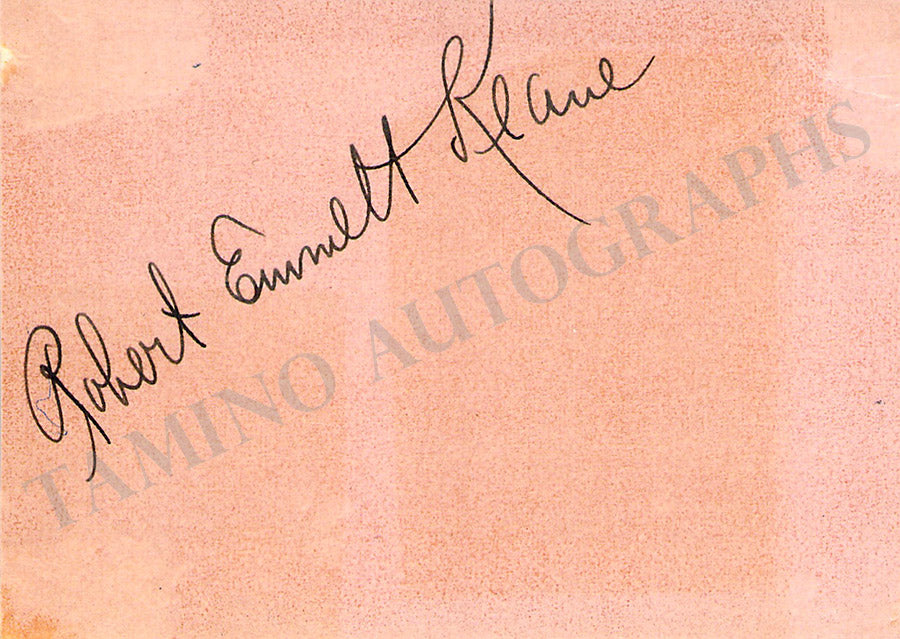 Robert Emmett Keane
TAMINO AUTOGRAPHS